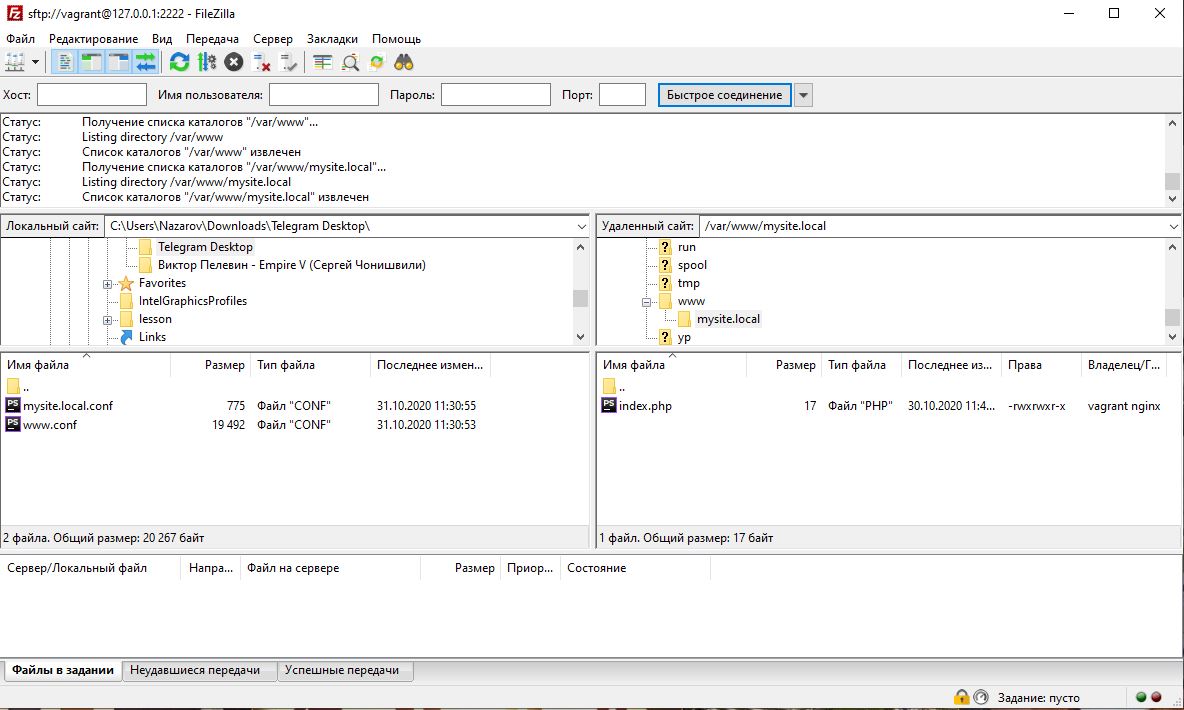 sftp://vagrant@127.0.0.1:2222 - FileZilla
Файл Редактирование Вид Передача Сервер Закладки Помощь
Хост: Имя пользователя: Пароль: Порт: Быстрое соединение
Статус: Получение списка каталогов "/var/www"...
Статус: Listing directory /var/www
Статус: Список каталогов "/var/www" извлечен
Статус: Получение списка каталогов "/var/www/mysite.local"...
Статус: Listing directory /var/www/mysite.local
Статус: Список каталогов "/var/www/mysite.local" извлечен
Локальный сайт: C:\Users\Nazarov\Downloads\Telegram Desktop\
Telegram Desktop
Виктор Пелевин - Empire V (Сергей Чонишвили)
Favorites
IntelGraphicsProfiles
lesson
Links
Удаленный сайт: /var/www/mysite.local
run
spool
tmp
www
mysite.local
yp
Имя файла Размер Тип файла Последнее измен...
..
mysite.local.conf 775 Файл "CONF" 31.10.2020 11:30:55
www.conf 19 492 Файл "CONF" 31.10.2020 11:30:53
2 файла. Общий размер: 20 267 байт
Имя файла Размер Тип файла Последнее из... Права Владелец/Г...
..
index.php 17 Файл "PHP" 30.10.2020 11:4... -rwxrwxr-x vagrant nginx
1 файл. Общий размер: 17 байт
Сервер/Локальный файл Напра... Файл на сервере Размер Приор... Состояние
Файлы в задании Неудавшиеся передачи Успешные передачи
Задание: пусто